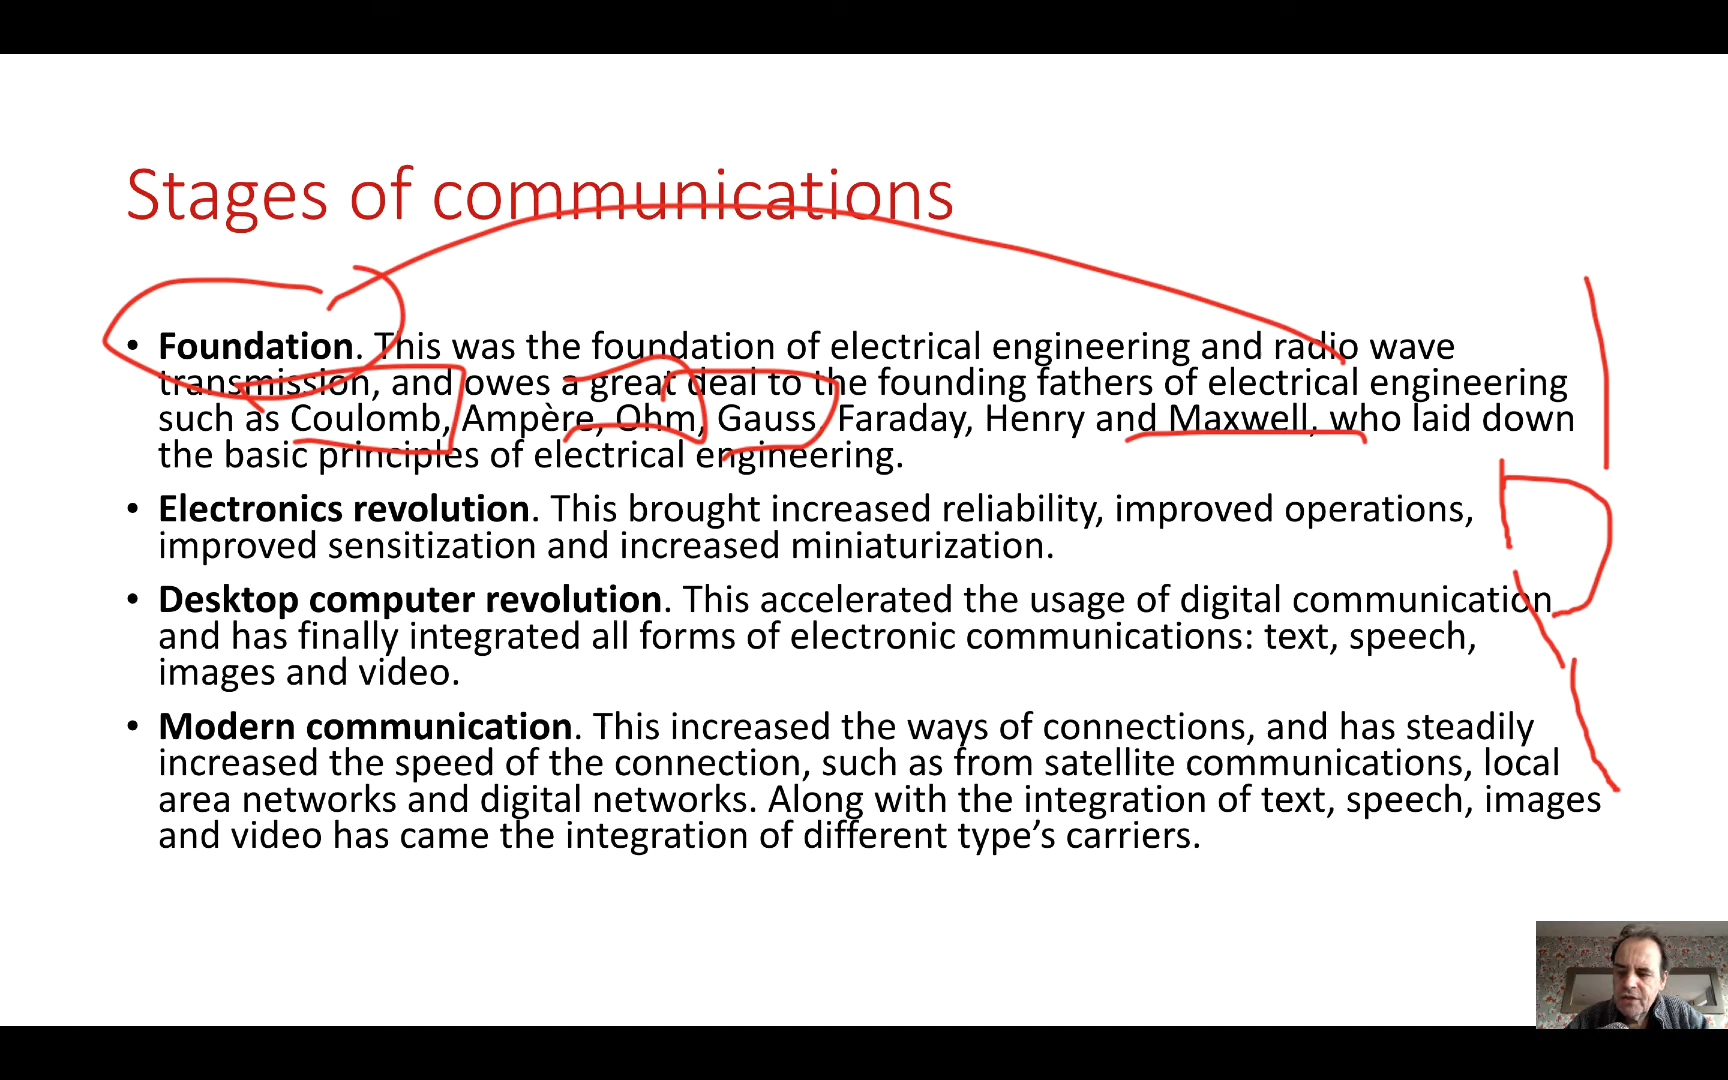 Stages of communications
• Foundation. This was the foundation of electrical engineering and radio wave
transmission, and owes a great deal to the founding fathers of electrical engineering
such as Coulomb, Ampère, Ohm, Gauss, Faraday, Henry and Maxwell, who laid down
the basic principles of electrical engineering.
• Electronics revolution. This brought increased reliability, improved operations,
improved sensitization and increased miniaturization.
• Desktop computer revolution. This accelerated the usage of digital communication
and has finally integrated all forms of electronic communications: text, speech,
images and video.
• Modern communication. This increased the ways of connections, and has steadily
increased the speed of the connection, such as from satellite communications, local
area networks and digital networks. Along with the integration of text, speech, images
and video has came the integration of different type’s carriers.